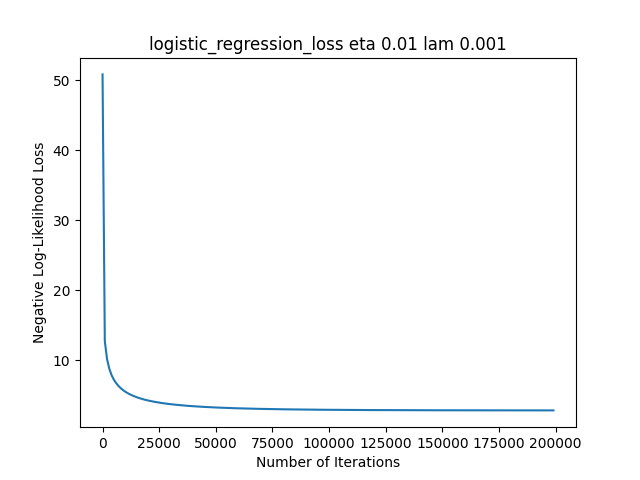 logistic_regression_loss eta 0.01 lam 0.001
50
40
30
20
10
Negative Log-Likelihood Loss
0 25000 50000 75000 100000 125000 150000 175000 200000
Number of Iterations